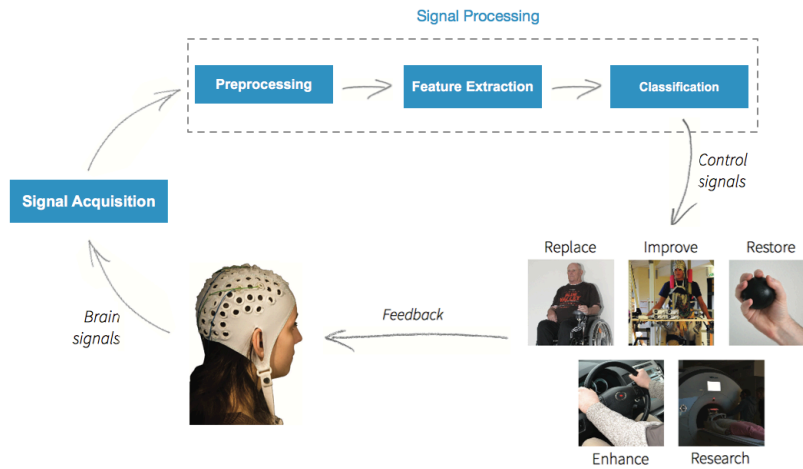 Signal Processing
Preprocessing
Feature Extraction
Classification
Control
signals
Signal Acquisition
Replace
Improve
Restore
Brain
signals
Feedback
Enhance
Research